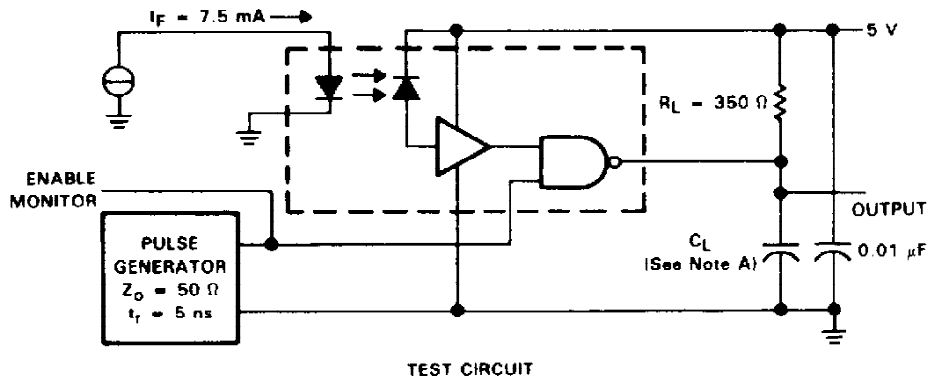 IF = 7.5 mA
5 V
RL = 350 Ω
ENABLE
MONITOR
OUTPUT
PULSE
GENERATOR
Zo = 50 Ω
tr = 5 ns
CL
(See Note A)
0.01 μF
TEST CIRCUIT